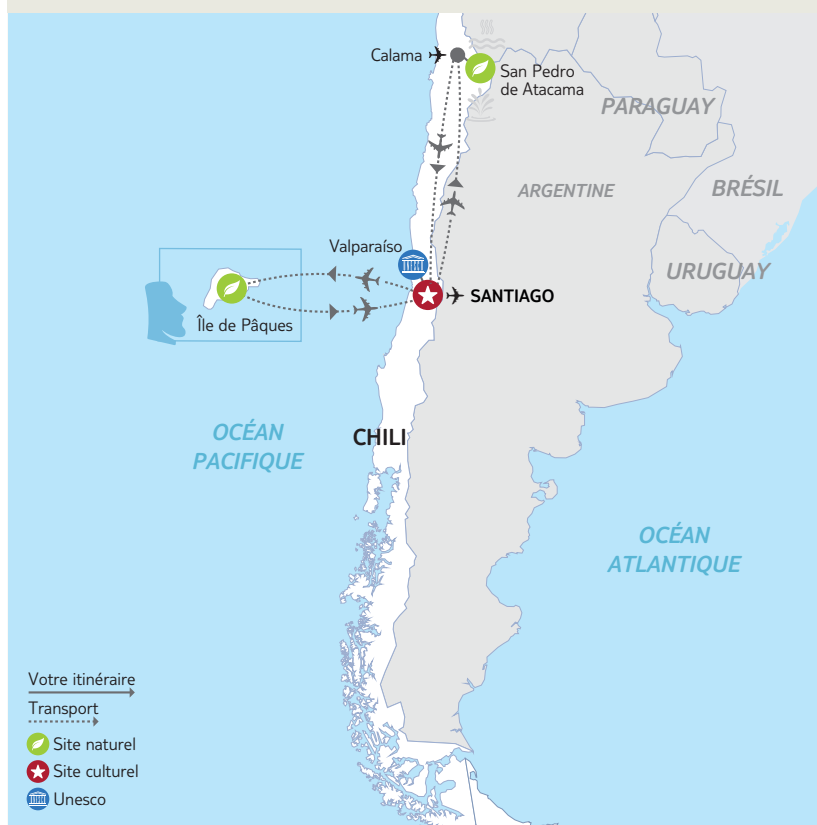 Calama
San Pedro
de Atacama
PARAGUAY
ARGENTINE
BRÉSIL
Valparaíso
URUGUAY
SANTIAGO
Île de Pâques
CHILI
OCÉAN
PACIFIQUE
OCÉAN
ATLANTIQUE
Votre itinéraire
Transport
Site naturel
Site culturel
Unesco